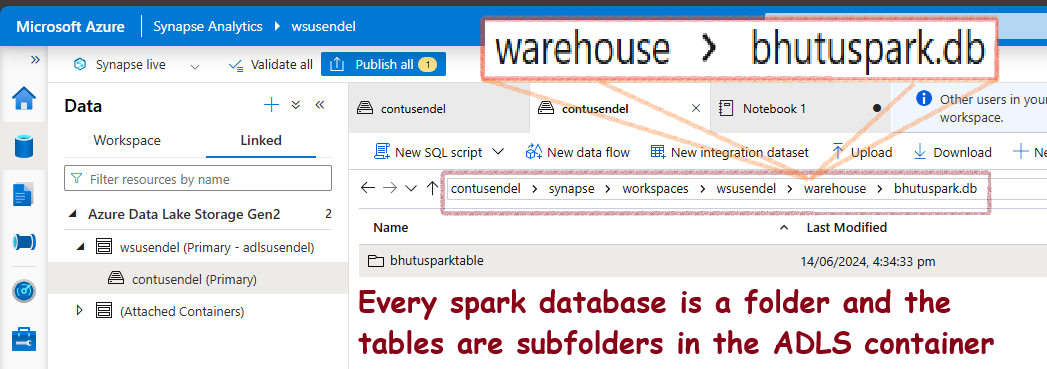 Microsoft Azure Synapse Analytics > wsusendel
warehouse > bhutuspark.db
Synapse live Validate all Publish all 1
Data
Workspace Linked
Filter resources by name
Azure Data Lake Storage Gen2 2
wsusendel (Primary - adlsusendel)
contusendel (Primary)
(Attached Containers)
contusendel contusendel Notebook 1
Other users in your
workspace.
New SQL script New data flow New integration dataset Upload Download New
contusendel > synapse > workspaces > wsusendel > warehouse > bhutuspark.db
Name Last Modified
bhutusparktable 14/06/2024, 4:34:33 pm
Every spark database is a folder and the
tables are subfolders in the ADLS container